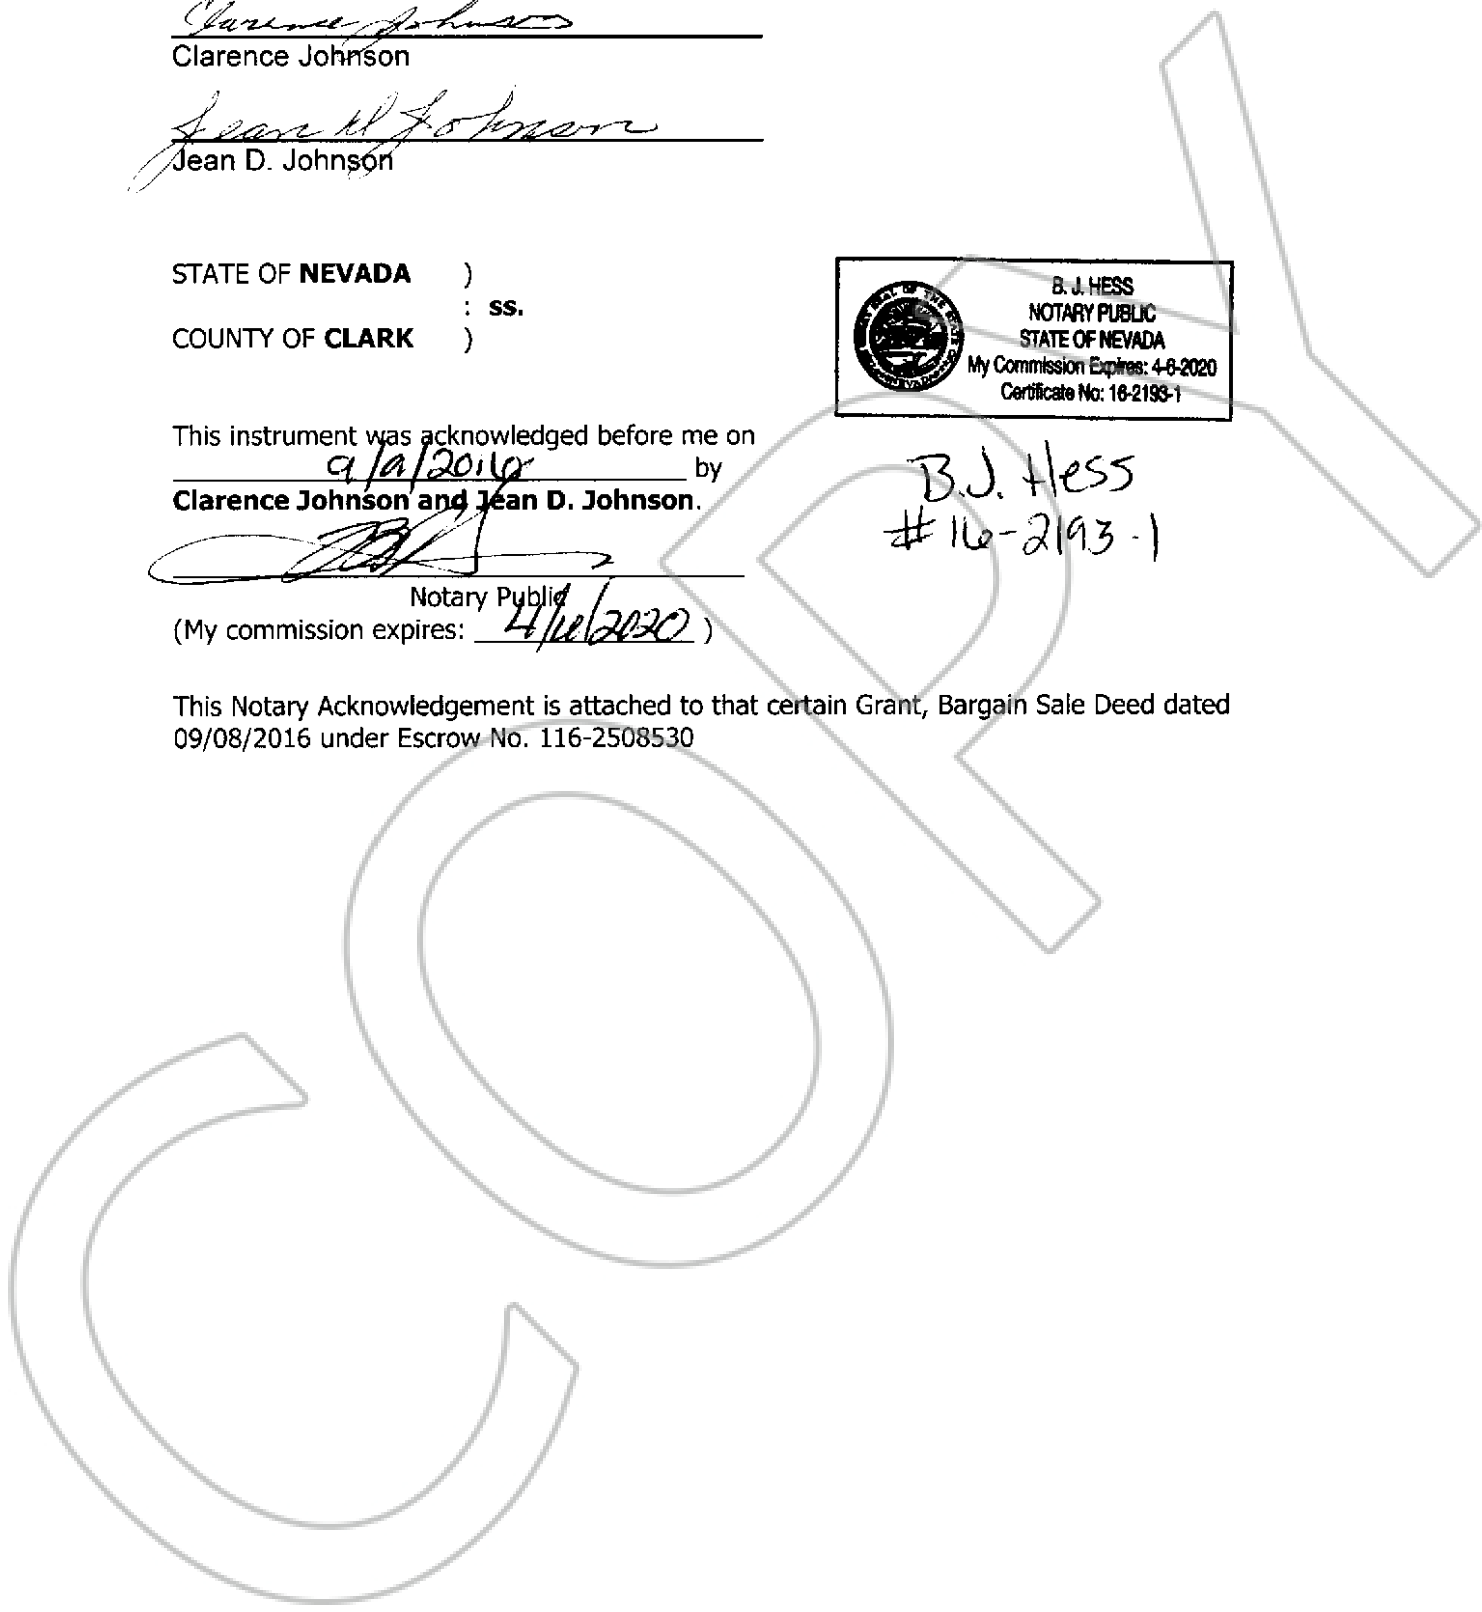 Clarence Johnson
Clarence Johnson
Jean D Johnson
Jean D. Johnson
STATE OF NEVADA )
: ss.
COUNTY OF CLARK )
B. J. HESS
NOTARY PUBLIC
STATE OF NEVADA
My Commission Expires: 4-6-2020
Certificate No: 16-2193-1
This instrument was acknowledged before me on
9/9/2016 by
Clarence Johnson and Jean D. Johnson.
B.J. Hess
#16-2193-1
Notary Public
(My commission expires: 4/6/2020 )
This Notary Acknowledgement is attached to that certain Grant, Bargain Sale Deed dated
09/08/2016 under Escrow No. 116-2508530
COPY